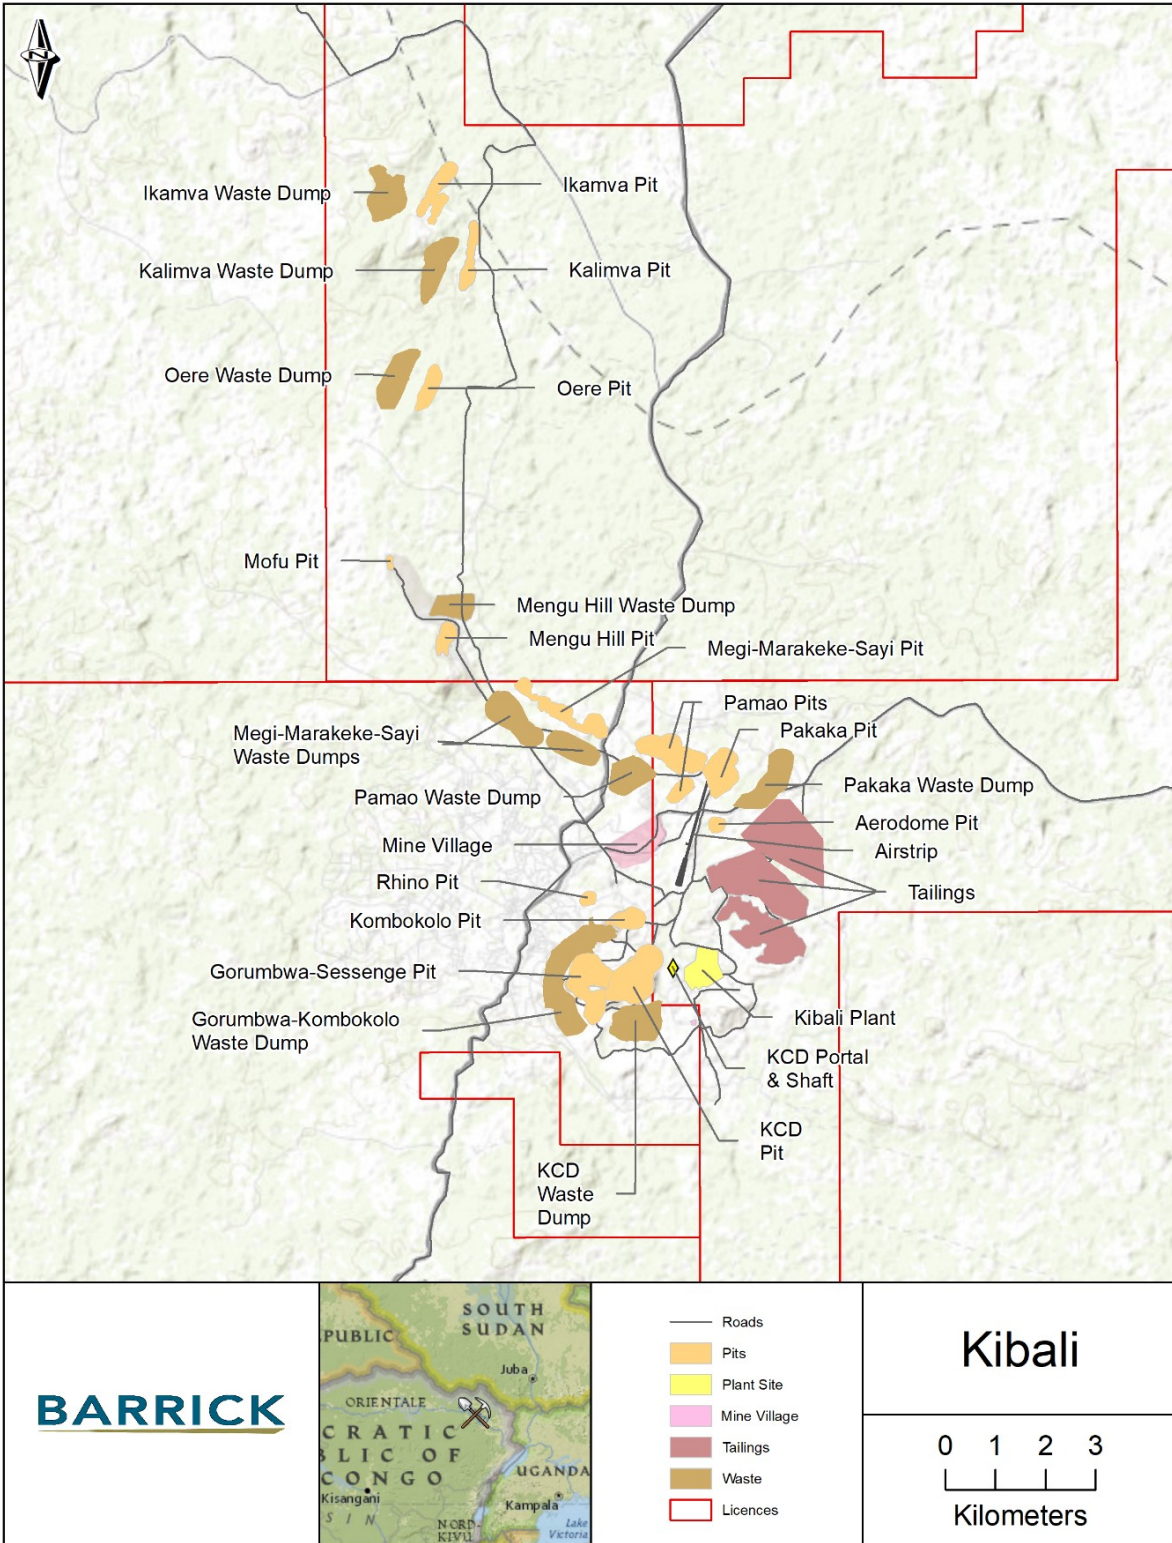 N
Ikamva Waste Dump
Ikamva Pit
Kalimva Waste Dump
Kalimva Pit
Oere Waste Dump
Oere Pit
Mofu Pit
Mengu Hill Waste Dump
Mengu Hill Pit
Megi-Marakeke-Sayi Pit
Pamao Pits
Megi-Marakeke-Sayi
Waste Dumps
Pakaka Pit
Pamao Waste Dump
Pakaka Waste Dump
Aerodome Pit
Mine Village
Airstrip
Rhino Pit
Tailings
Kombokolo Pit
Gorumbwa-Sessenge Pit
Gorumbwa-Kombokolo
Waste Dump
Kibali Plant
KCD Portal
& Shaft
KCD
Pit
KCD
Waste
Dump
BARRICK
SOUTH
SUDAN
PUBLIC
Juba
ORIENTALE
CRATIC
BLIC OF
CONGO
UGANDA
Kisangani
Kampala
SIN
NORD-
KIVU
Lake
Victoria
Roads
Pits
Plant Site
Mine Village
Tailings
Waste
Licences
Kibali
0 1 2 3
Kilometers